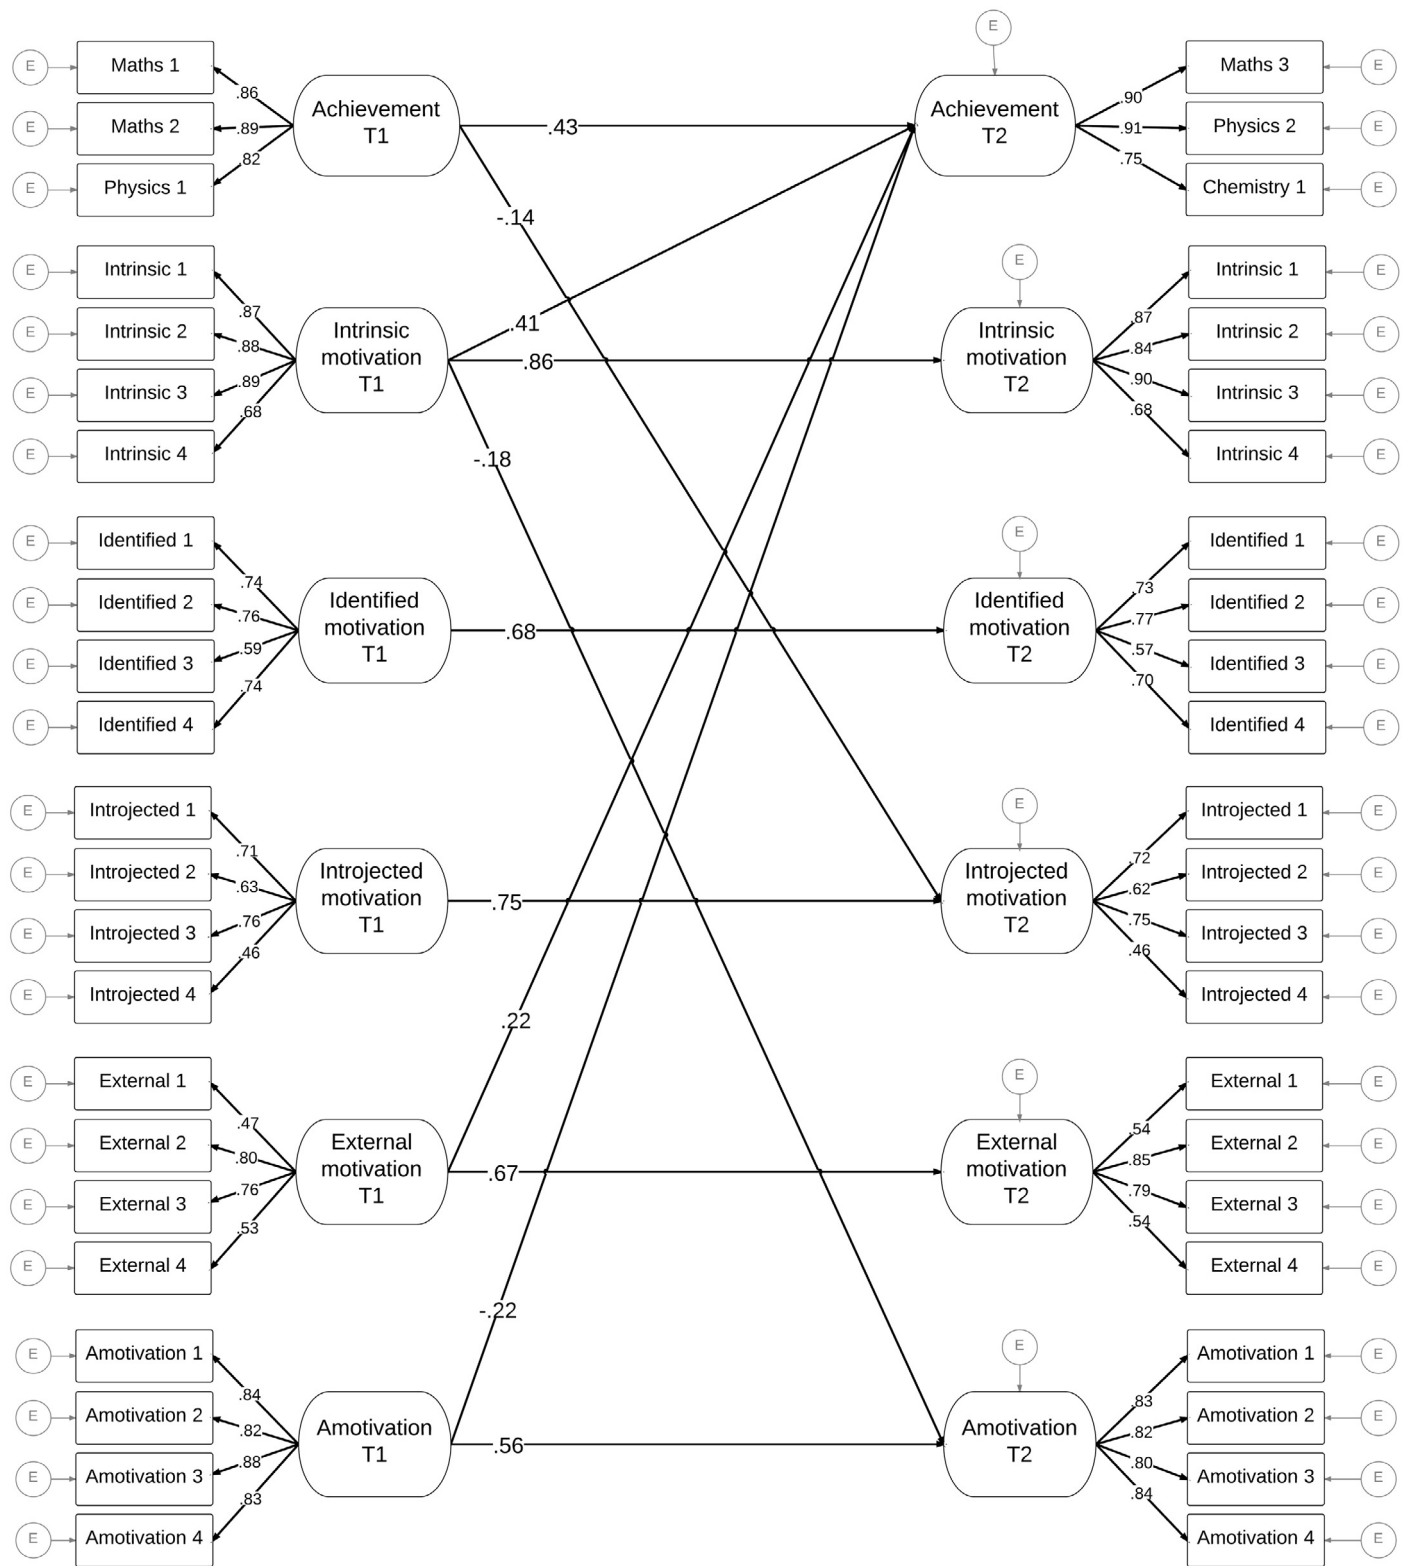 E
E
Maths 1
Achievement
T1
.86
.43
Achievement
T2
.90
Maths 3
E
E
Maths 2
.89
.91
Physics 2
E
E
Physics 1
.82
.75
Chemistry 1
E
-.14
E
Intrinsic 1
.87
E
.87
Intrinsic 1
E
E
Intrinsic 2
.88
Intrinsic
motivation
T1
.41
.86
Intrinsic
motivation
T2
.84
Intrinsic 2
E
E
Intrinsic 3
.89
.90
Intrinsic 3
E
E
Intrinsic 4
.68
.68
Intrinsic 4
E
-.18
E
Identified 1
.74
E
.73
Identified 1
E
E
Identified 2
.76
Identified
motivation
T1
.68
Identified
motivation
T2
.77
Identified 2
E
E
Identified 3
.59
.57
Identified 3
E
E
Identified 4
.74
.70
Identified 4
E
E
Introjected 1
.71
E
.72
Introjected 1
E
E
Introjected 2
.63
Introjected
motivation
T1
.75
Introjected
motivation
T2
.62
Introjected 2
E
E
Introjected 3
.76
.75
Introjected 3
E
E
Introjected 4
.46
.46
Introjected 4
E
.22
E
External 1
.47
E
.54
External 1
E
E
External 2
.80
External
motivation
T1
.67
External
motivation
T2
.85
External 2
E
E
External 3
.76
.79
External 3
E
E
External 4
.53
.54
External 4
E
-.22
E
Amotivation 1
.84
E
.83
Amotivation 1
E
E
Amotivation 2
.82
Amotivation
T1
.56
Amotivation
T2
.82
Amotivation 2
E
E
Amotivation 3
.88
.80
Amotivation 3
E
E
Amotivation 4
.83
.84
Amotivation 4
E